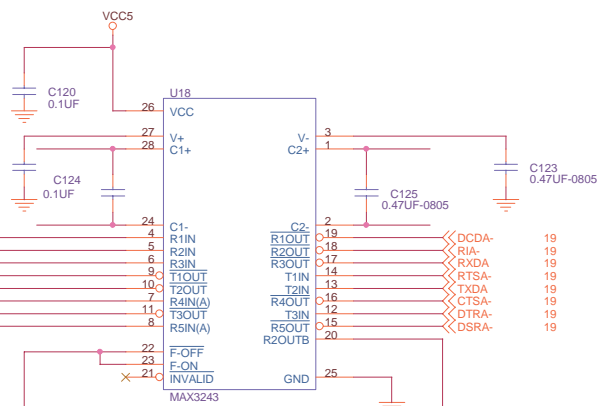 VCC5
C120
0.1UF
U18
26 VCC
27 V+
28 C1+
V- 3
C2+ 1
C124
0.1UF
C125
0.47UF-0805
C123
0.47UF-0805
24 C1-
C2- 2
4 R1IN
R1OUT 19 DCDA- 19
5 R2IN
R2OUT 18 RIA- 19
6 R3IN
R3OUT 17 RXDA 19
9 T1OUT
T1IN 14 RTSA- 19
10 T2OUT
T2IN 13 TXDA 19
7 R4IN(A)
R4OUT 16 CTSA- 19
11 T3OUT
T3IN 12 DTRA- 19
8 R5IN(A)
R5OUT 15 DSRA- 19
R2OUTB 20
22 F-OFF
23 F-ON
21 INVALID
GND 25
MAX3243